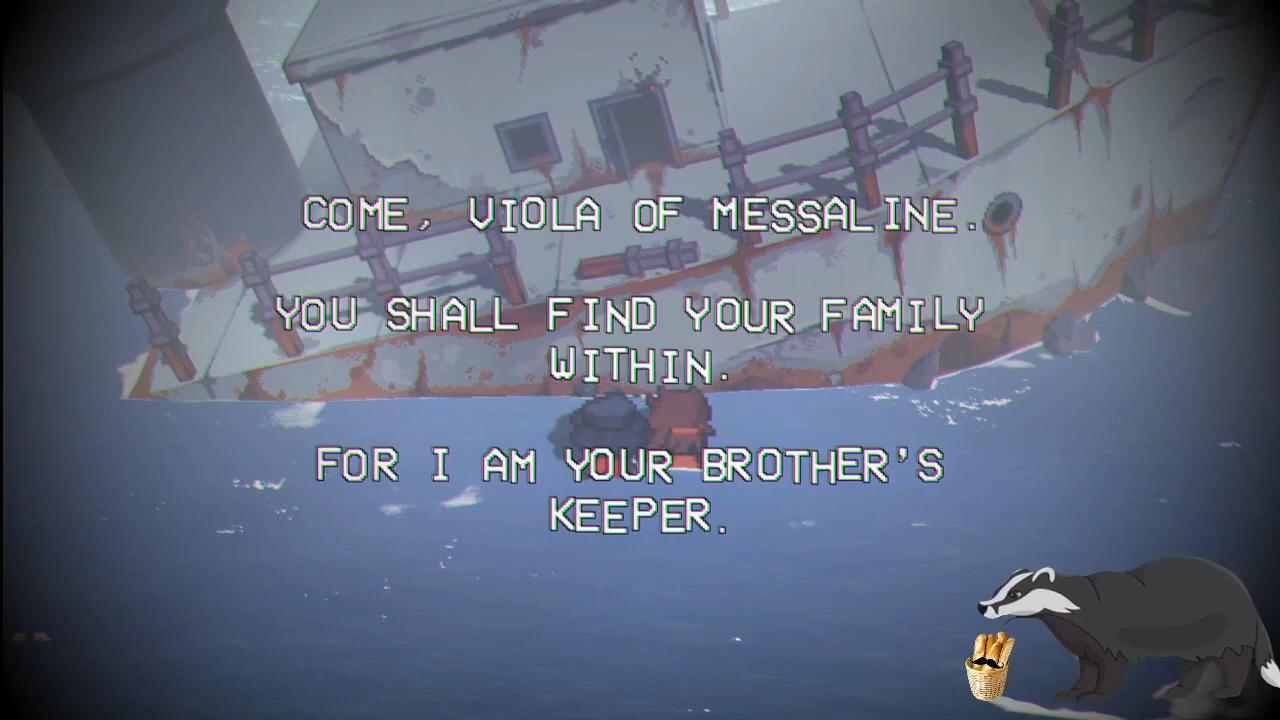 COME, VIOLA OF MESSALINE.
YOU SHALL FIND YOUR FAMILY
WITHIN.
FOR I AM YOUR BROTHER'S
KEEPER.